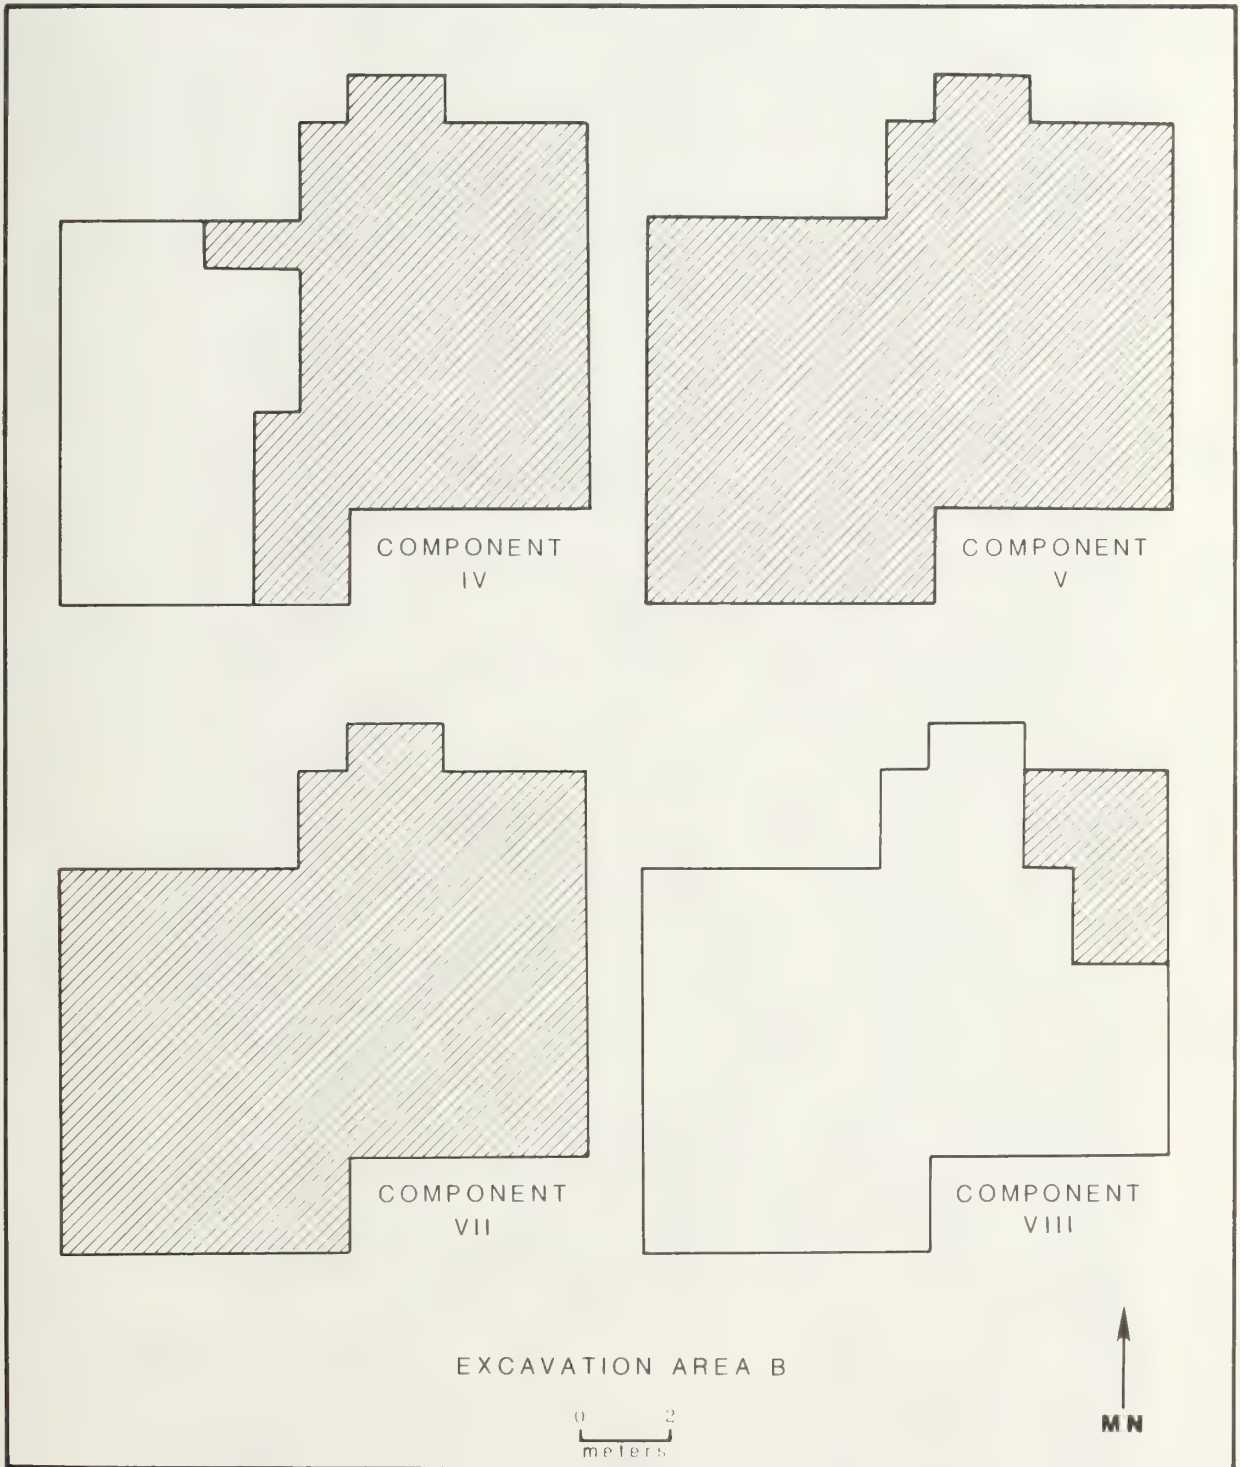 COMPONENT
IV
COMPONENT
V
COMPONENT
VII
COMPONENT
VIII
EXCAVATION AREA B
0 2
meters
MN